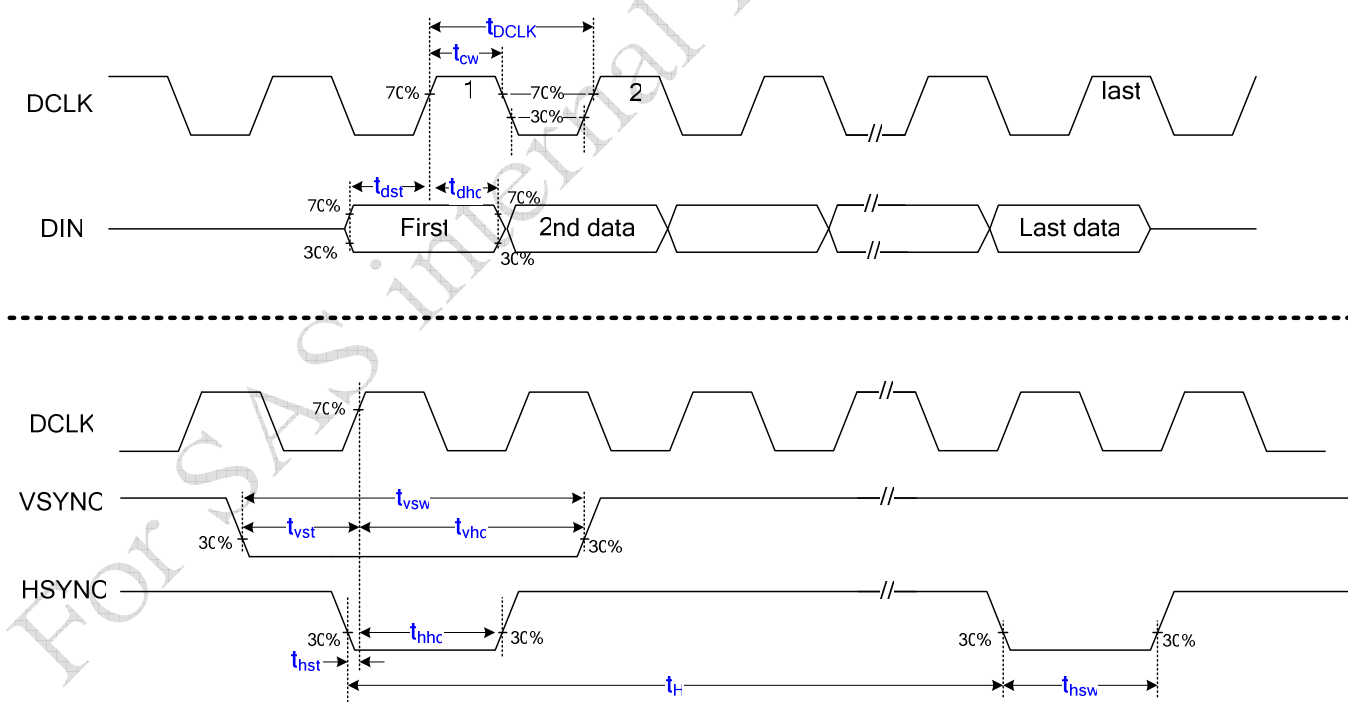 tDCLK
tcw
DCLK
70%
1
70%
2
last
30%
tdst
tdhd
70%
70%
DIN
First
2nd data
Last data
30%
30%
DCLK
70%
VSYNC
tvsw
tvst
tvhd
30%
30%
HSYNC
30%
thhd
30%
30%
30%
thst
tH
thsw
For SAS internal